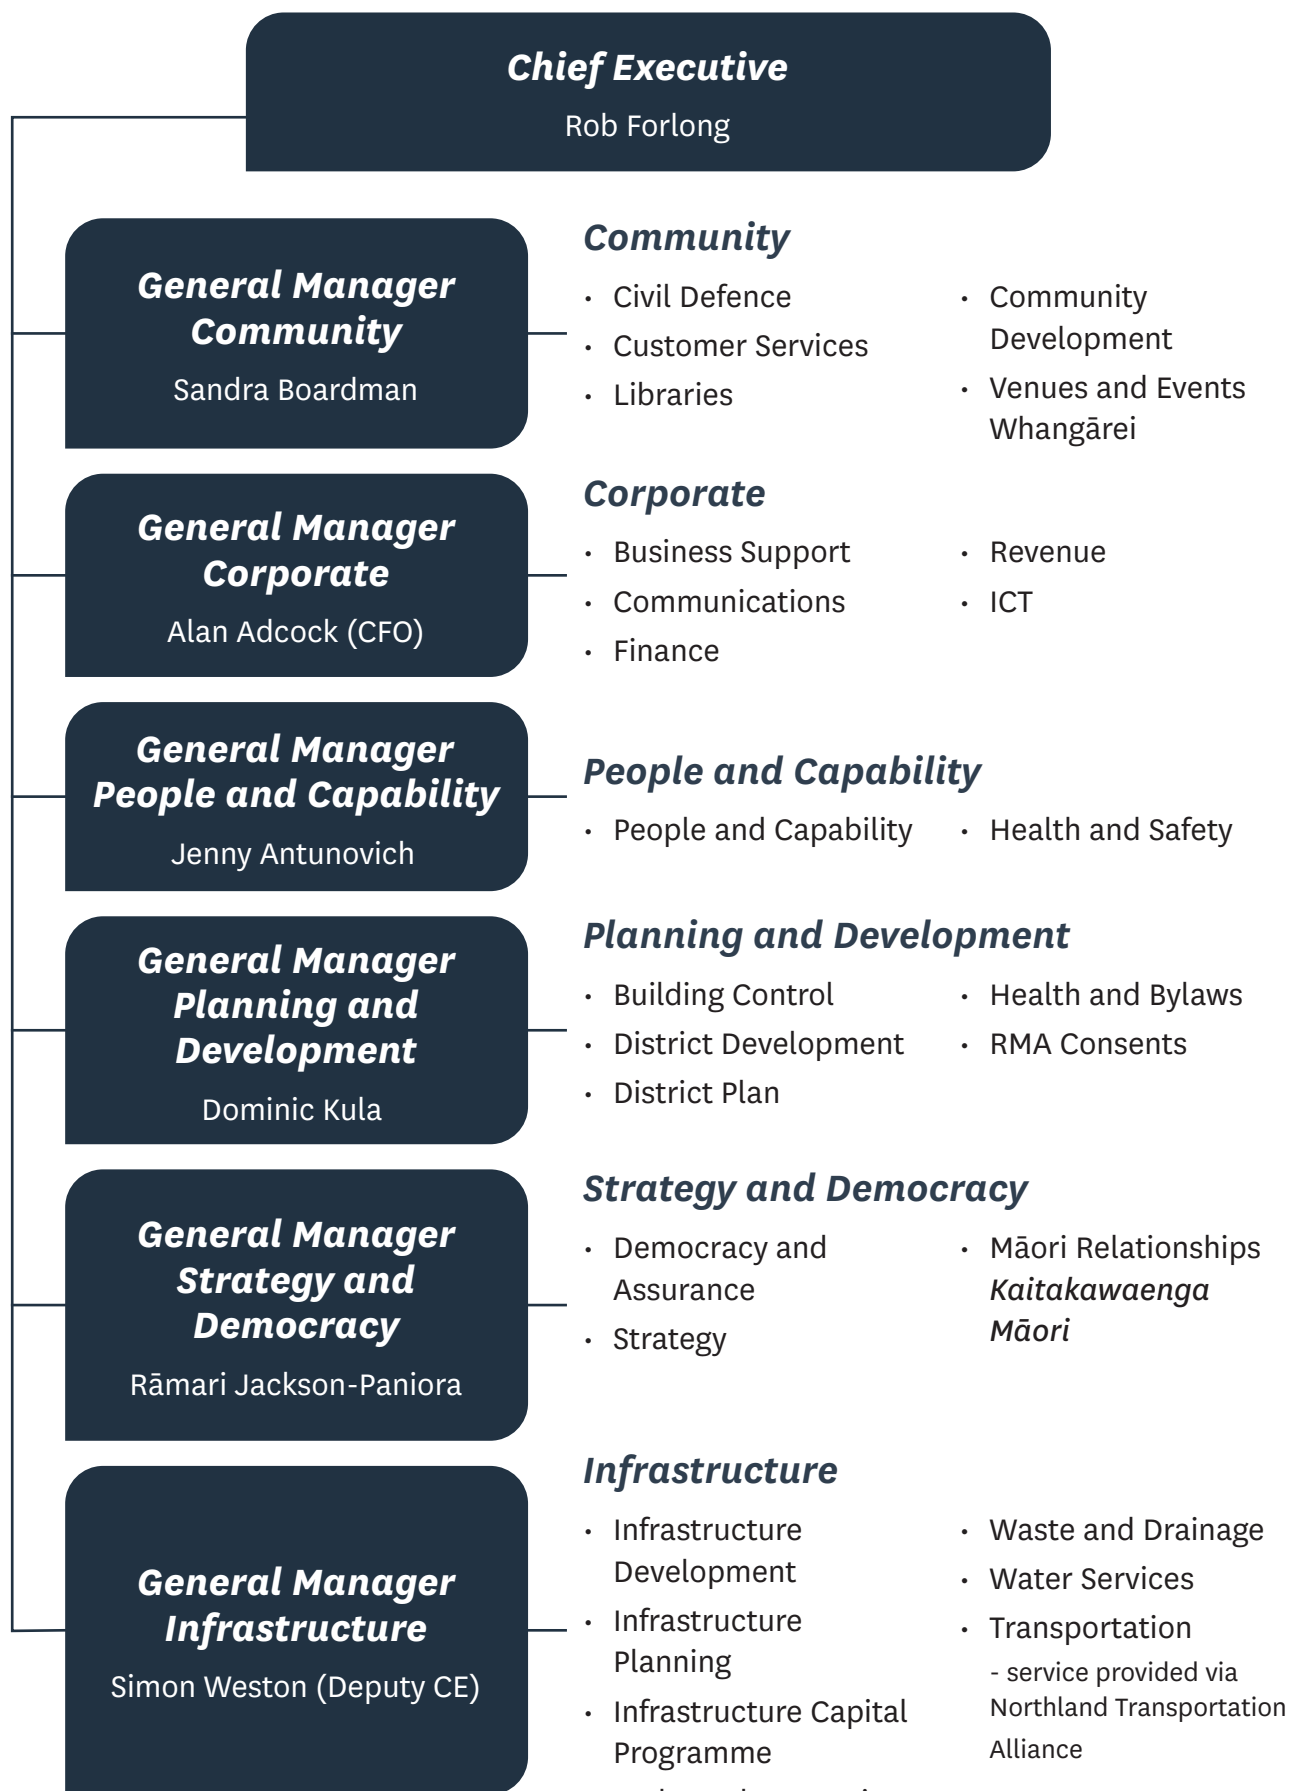 Chief Executive
Rob Forlong
General Manager
Community
Sandra Boardman
Community
• Civil Defence
• Customer Services
• Libraries
• Community
Development
• Venues and Events
Whangārei
General Manager
Corporate
Alan Adcock (CFO)
Corporate
• Business Support
• Communications
• Finance
• Revenue
• ICT
General Manager
People and Capability
Jenny Antunovich
People and Capability
• People and Capability
• Health and Safety
General Manager
Planning and
Development
Dominic Kula
Planning and Development
• Building Control
• District Development
• District Plan
• Health and Bylaws
• RMA Consents
General Manager
Strategy and
Democracy
Rāmari Jackson-Paniora
Strategy and Democracy
• Democracy and
Assurance
• Strategy
• Māori Relationships
Kaitakawaenga
Māori
General Manager
Infrastructure
Simon Weston (Deputy CE)
Infrastructure
• Infrastructure
Development
• Infrastructure
Planning
• Infrastructure Capital
Programme
• Waste and Drainage
• Water Services
• Transportation
- service provided via
Northland Transportation
Alliance